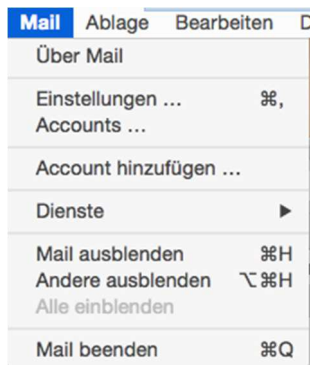 Mail Ablage Bearbeiten
Über Mail
Einstellungen ... ⌘,
Accounts ...
Account hinzufügen ...
Dienste ▶
Mail ausblenden ⌘H
Andere ausblenden ⌥⌘H
Alle einblenden
Mail beenden ⌘Q